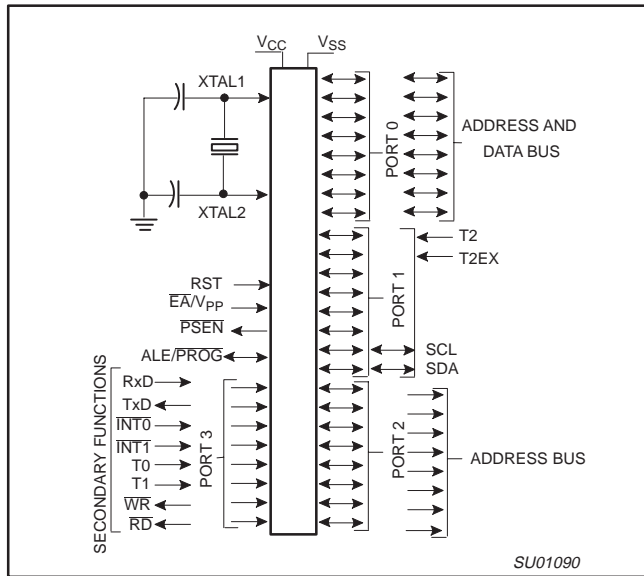 VCC VSS
XTAL1
XTAL2
PORT 0
ADDRESS AND
DATA BUS
PORT 1
T2
T2EX
SCL
SDA
RST
EA/VPP
PSEN
ALE/PROG
SECONDARY FUNCTIONS
RxD
TxD
INT0
INT1
T0
T1
WR
RD
PORT 3
PORT 2
ADDRESS BUS
SU01090